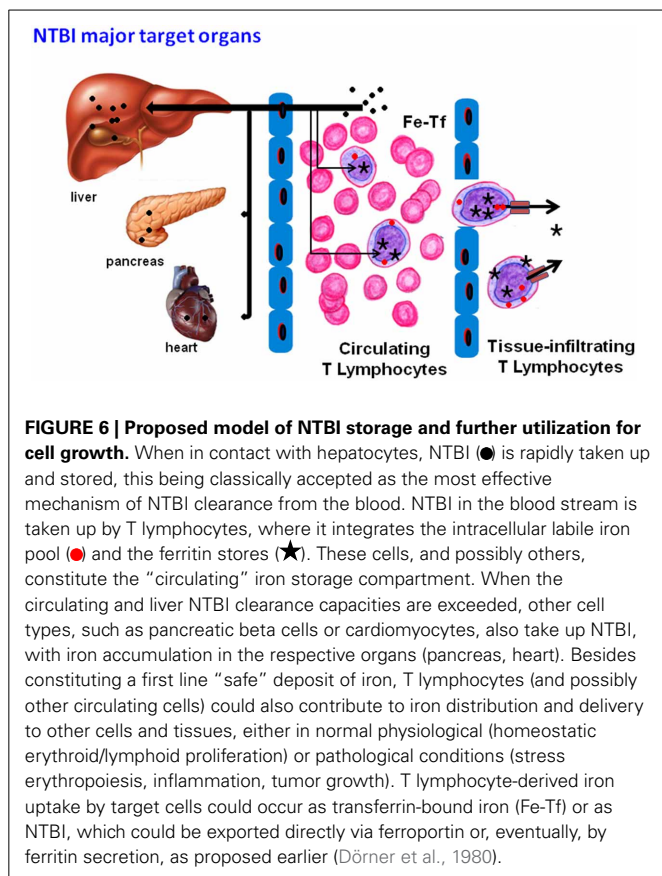 NTBI major target organs
Fe-Tf
liver
pancreas
heart
Circulating
T Lymphocytes
Tissue-infiltrating
T Lymphocytes
FIGURE 6 | Proposed model of NTBI storage and further utilization for
cell growth. When in contact with hepatocytes, NTBI (●) is rapidly taken up
and stored, this being classically accepted as the most effective
mechanism of NTBI clearance from the blood. NTBI in the blood stream is
taken up by T lymphocytes, where it integrates the intracellular labile iron
pool (●) and the ferritin stores (★). These cells, and possibly others,
constitute the “circulating” iron storage compartment. When the
circulating and liver NTBI clearance capacities are exceeded, other cell
types, such as pancreatic beta cells or cardiomyocytes, also take up NTBI,
with iron accumulation in the respective organs (pancreas, heart). Besides
constituting a first line “safe” deposit of iron, T lymphocytes (and possibly
other circulating cells) could also contribute to iron distribution and delivery
to other cells and tissues, either in normal physiological (homeostatic
erythroid/lymphoid proliferation) or pathological conditions (stress
erythropoiesis, inflammation, tumor growth). T lymphocyte-derived iron
uptake by target cells could occur as transferrin-bound iron (Fe-Tf) or as
NTBI, which could be exported directly via ferroportin or, eventually, by
ferritin secretion, as proposed earlier (Dörner et al., 1980).